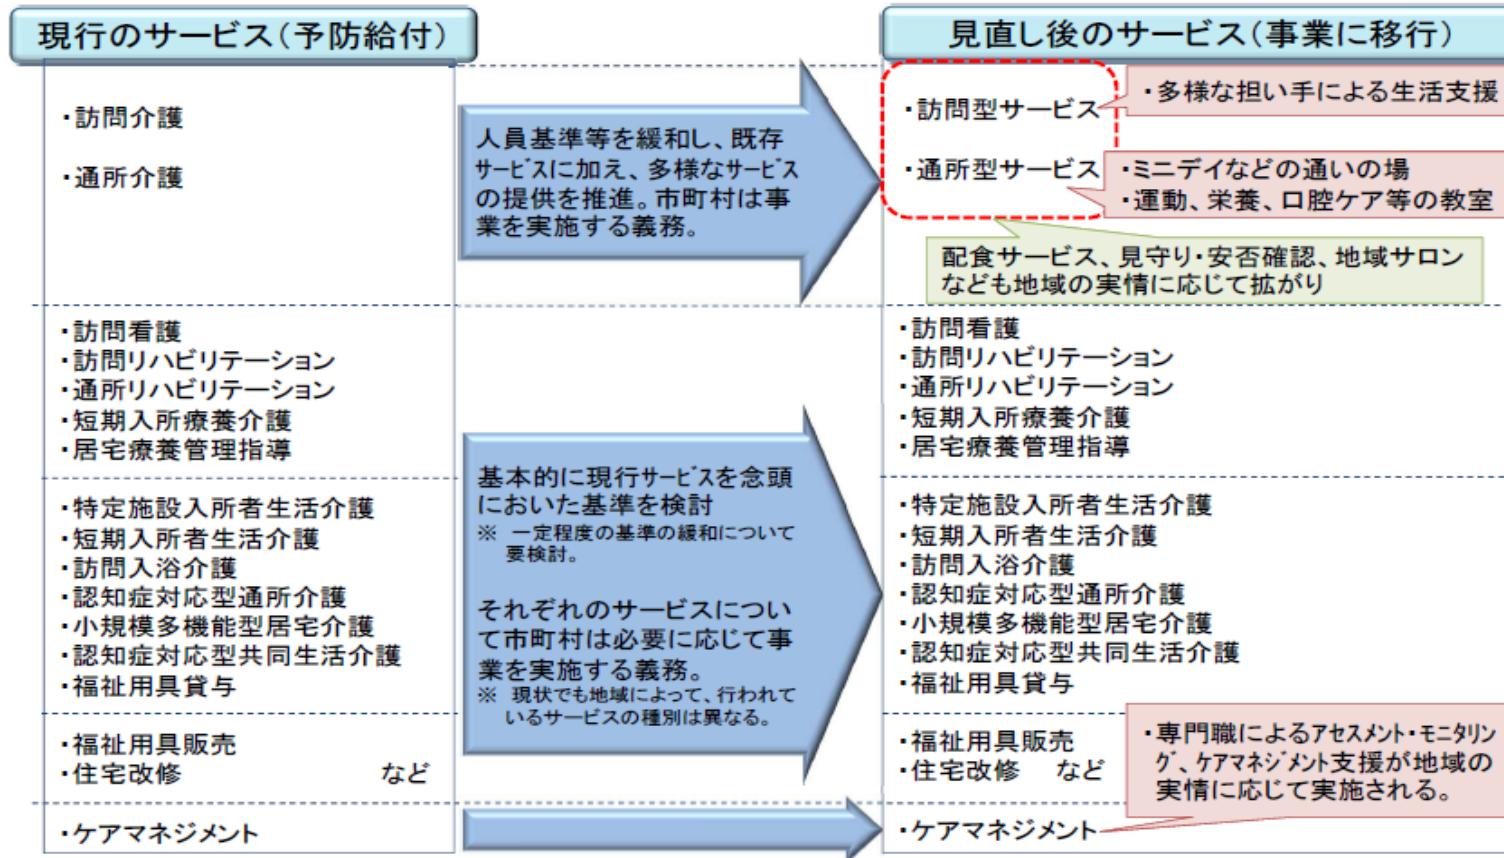 現行のサービス(予防給付)
・訪問介護
・通所介護
・訪問看護
・訪問リハビリテーション
・通所リハビリテーション
・短期入所療養介護
・居宅療養管理指導
・特定施設入所者生活介護
・短期入所者生活介護
・訪問入浴介護
・認知症対応型通所介護
・小規模多機能型居宅介護
・認知症対応型共同生活介護
・福祉用具貸与
・福祉用具販売
・住宅改修 など
・ケアマネジメント
人員基準等を緩和し、既存
サービスに加え、多様なサービス
の提供を推進。市町村は事
業を実施する義務。
基本的に現行サービスを念頭
においた基準を検討
※ 一定程度の基準の緩和について
要検討。
それぞれのサービスについ
て市町村は必要に応じて事
業を実施する義務。
※ 現状でも地域によって、行われて
いるサービスの種別は異なる。
見直し後のサービス(事業に移行)
・訪問型サービス
・多様な担い手による生活支援
・通所型サービス
・ミニデイなどの通いの場
・運動、栄養、口腔ケア等の教室
配食サービス、見守り・安否確認、地域サロン
なども地域の実情に応じて拡がり
・訪問看護
・訪問リハビリテーション
・通所リハビリテーション
・短期入所療養介護
・居宅療養管理指導
・特定施設入所者生活介護
・短期入所者生活介護
・訪問入浴介護
・認知症対応型通所介護
・小規模多機能型居宅介護
・認知症対応型共同生活介護
・福祉用具貸与
・福祉用具販売
・住宅改修 など
・ケアマネジメント
・専門職によるアセスメント・モニタリン
グ、ケアマネジメント支援が地域の
実情に応じて実施される。